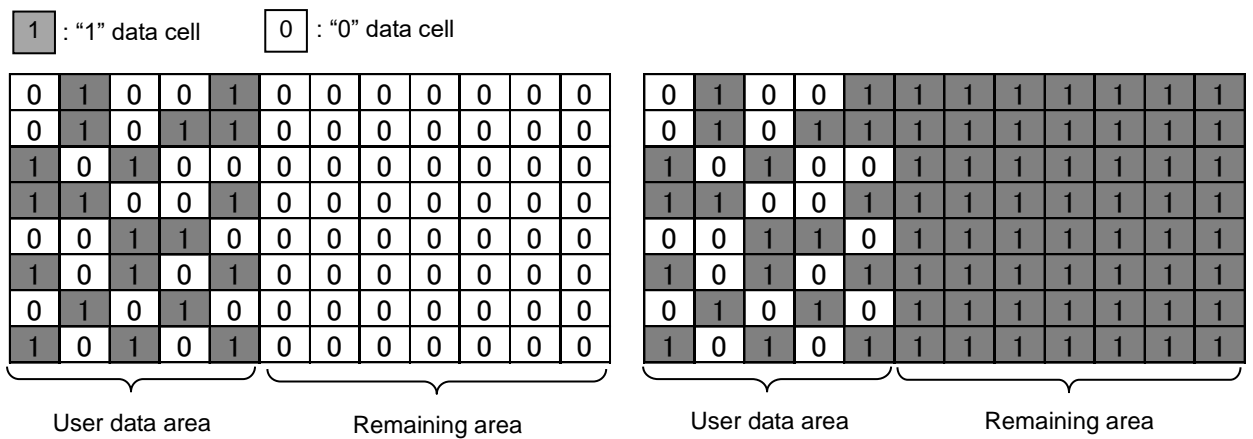 1 : “1” data cell 0 : “0” data cell
0 1 0 0 1 0 0 0 0 0 0 0 0 1 0 0 1 1 1 1 1 1 1 1
0 1 0 1 1 0 0 0 0 0 0 0 0 1 0 1 1 1 1 1 1 1 1 1
1 0 1 0 0 0 0 0 0 0 0 0 1 0 1 0 0 1 1 1 1 1 1 1
1 1 0 0 1 0 0 0 0 0 0 0 1 1 0 0 1 1 1 1 1 1 1 1
0 0 1 1 0 0 0 0 0 0 0 0 0 0 1 1 0 1 1 1 1 1 1 1
1 0 1 0 1 0 0 0 0 0 0 0 1 0 1 0 1 1 1 1 1 1 1 1
0 1 0 1 0 0 0 0 0 0 0 0 0 1 0 1 0 1 1 1 1 1 1 1
1 0 1 0 1 0 0 0 0 0 0 0 1 0 1 0 1 1 1 1 1 1 1 1
User data area Remaining area User data area Remaining area